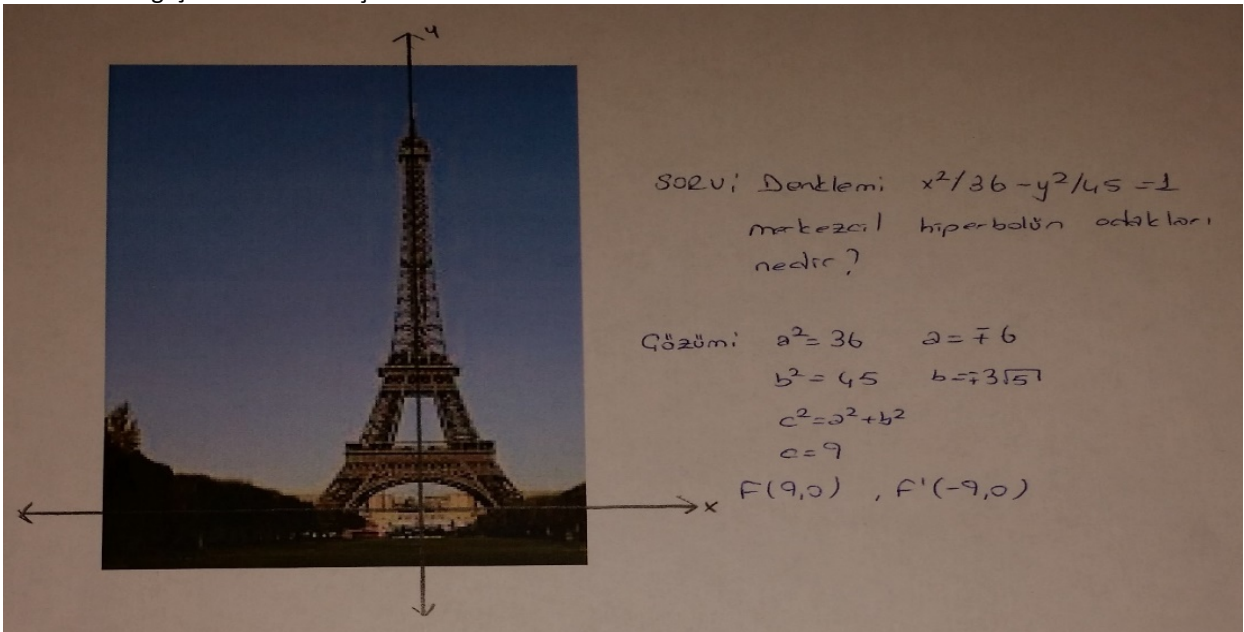 y
x
SORU: Denklemi x²/36 - y²/45 = 1
merkezcil hiperbolün odakları
nedir?
Çözüm: a² = 36 a = ∓6
b² = 45 b = ∓3√5
c² = a² + b²
c = 9
F(9,0) , F'(-9,0)